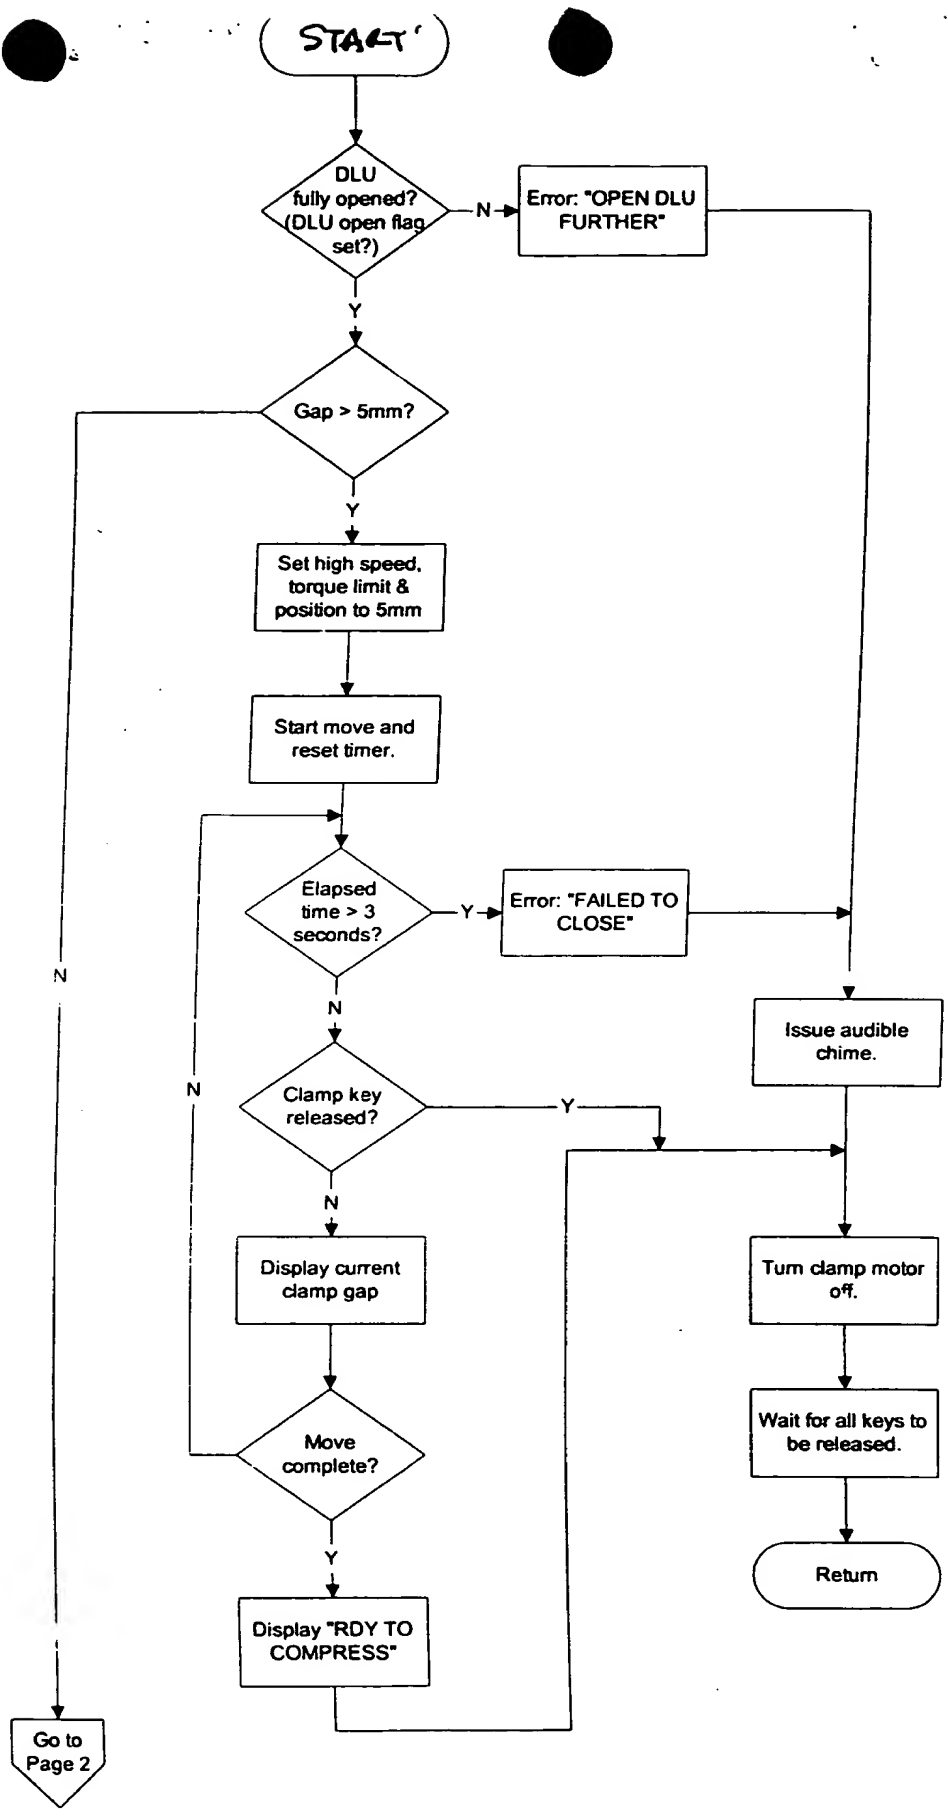 START
DLU
fully opened?
(DLU open flag
set?)
N
Error: "OPEN DLU
FURTHER"
Y
Gap > 5mm?
Y
Set high speed,
torque limit &
position to 5mm
Start move and
reset timer.
Elapsed
time > 3
seconds?
Y
Error: "FAILED TO
CLOSE"
N
N
Issue audible
chime.
N
Clamp key
released?
Y
N
Display current
clamp gap
Turn clamp motor
off.
Move
complete?
Wait for all keys to
be released.
Y
Return
Display "RDY TO
COMPRESS"
Go to
Page 2